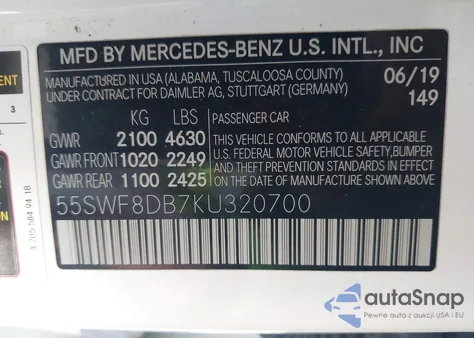 MFD BY MERCEDES-BENZ U.S. INTL., INC
MANUFACTURED IN USA (ALABAMA, TUSCALOOSA COUNTY)
UNDER CONTRACT FOR DAIMLER AG, STUTTGART (GERMANY)
06/19
149
KG LBS
GVWR 2100 4630
GAWR FRONT 1020 2249
GAWR REAR 1100 2425
PASSENGER CAR
THIS VEHICLE CONFORMS TO ALL APPLICABLE
U.S. FEDERAL MOTOR VEHICLE SAFETY, BUMPER
AND THEFT PREVENTION STANDARDS IN EFFECT ON
THE DATE OF MANUFACTURE SHOWN ABOVE.
55SWF8DB7KU320700
ENT
3
A 205 584 94 18
autoSnap
Pewne auta z aukcji USA i EU